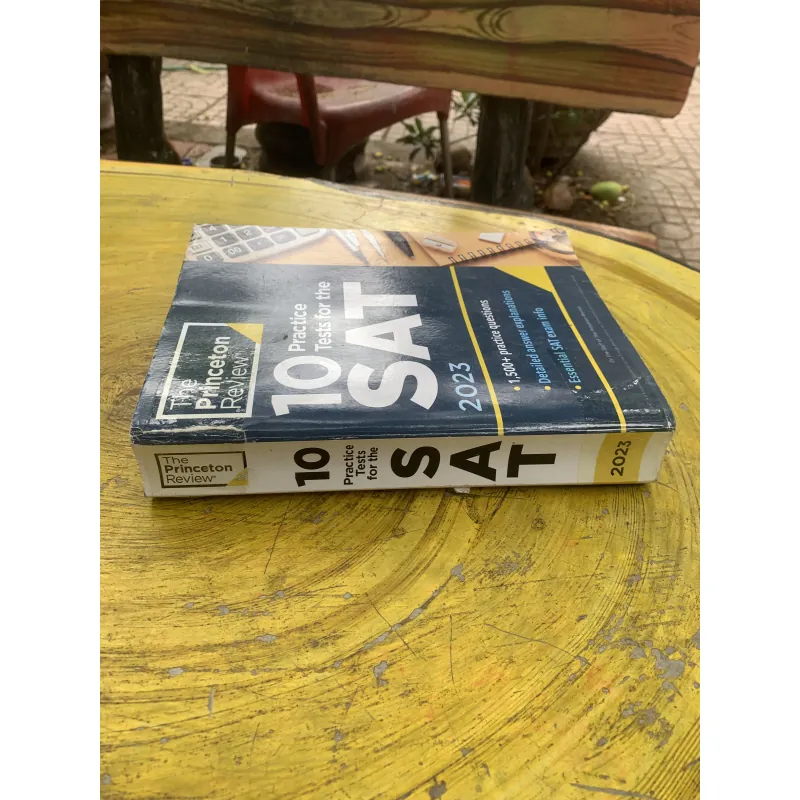 The
Princeton
Review
10
Practice
Tests for the
SAT
2023
• 1,500+ practice questions
• Detailed answer explanations
• Essential SAT exam info
The
Princeton
Review®
10
Practice
Tests
for the
SAT
2023